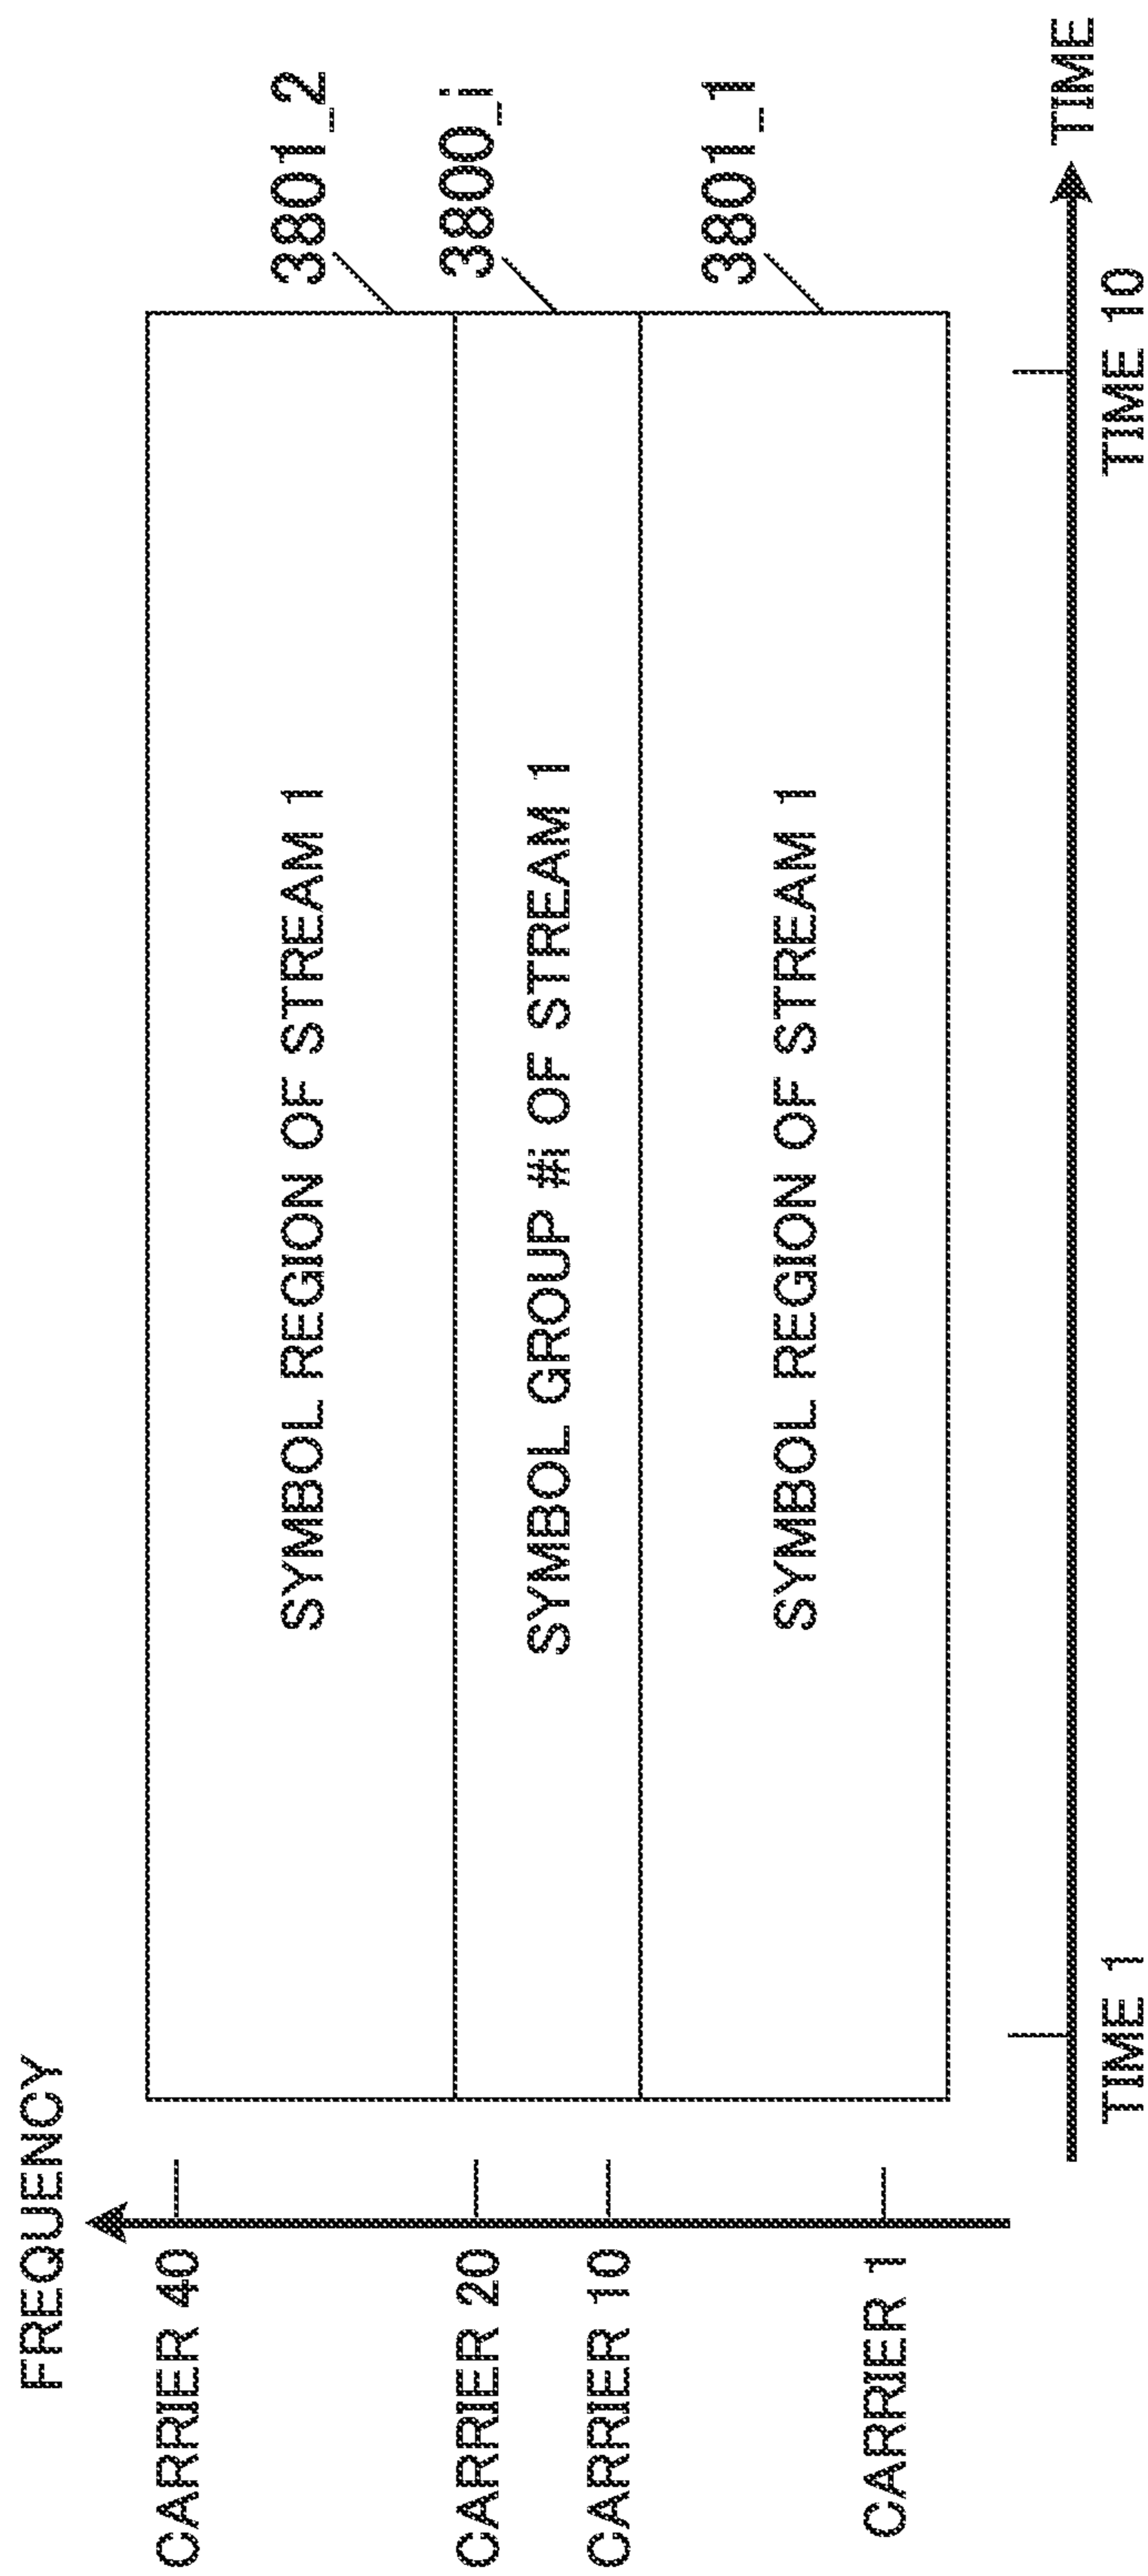 FREQUENCY
CARRIER 40
CARRIER 20
CARRIER 10
CARRIER 1
SYMBOL REGION OF STREAM 1
3801_2
SYMBOL GROUP #i OF STREAM 1
3800_i
SYMBOL REGION OF STREAM 1
3801_1
TIME 1
TIME 10
TIME